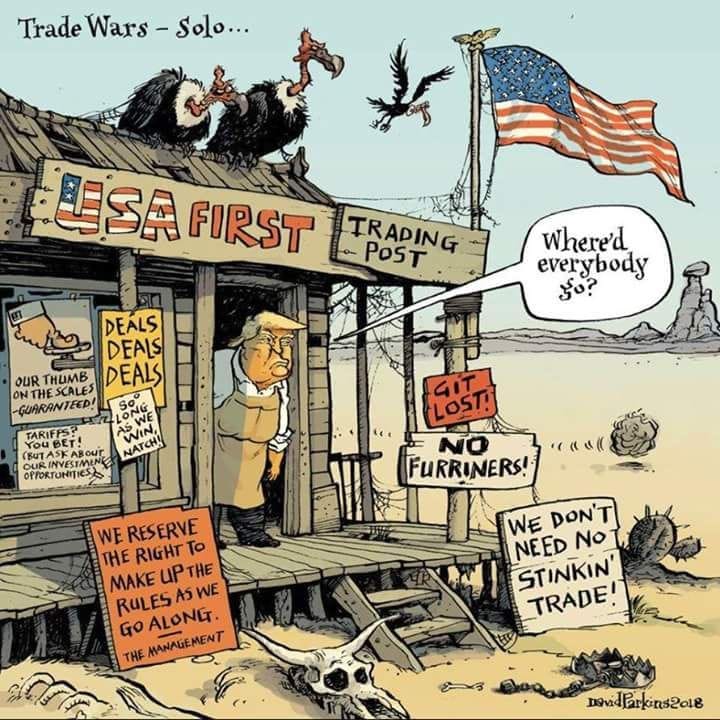 Trade Wars – Solo...
USA FIRST
TRADING
POST
Where'd
everybody
go?
DEALS
DEALS
DEALS
OUR THUMB
ON THE SCALES
-GUARANTEED!
SO
LONG
AS WE
WIN,
NATCH!
TARIFFS?
YOU BET!
(BUT ASK ABOUT
OUR INVESTMENT
OPPORTUNITIES)
GIT
LOST!
NO
FURRINERS!
WE DON'T
NEED NO
STINKIN'
TRADE!
WE RESERVE
THE RIGHT TO
MAKE UP THE
RULES AS WE
GO ALONG.
THE MANAGEMENT
DavidParkins2018